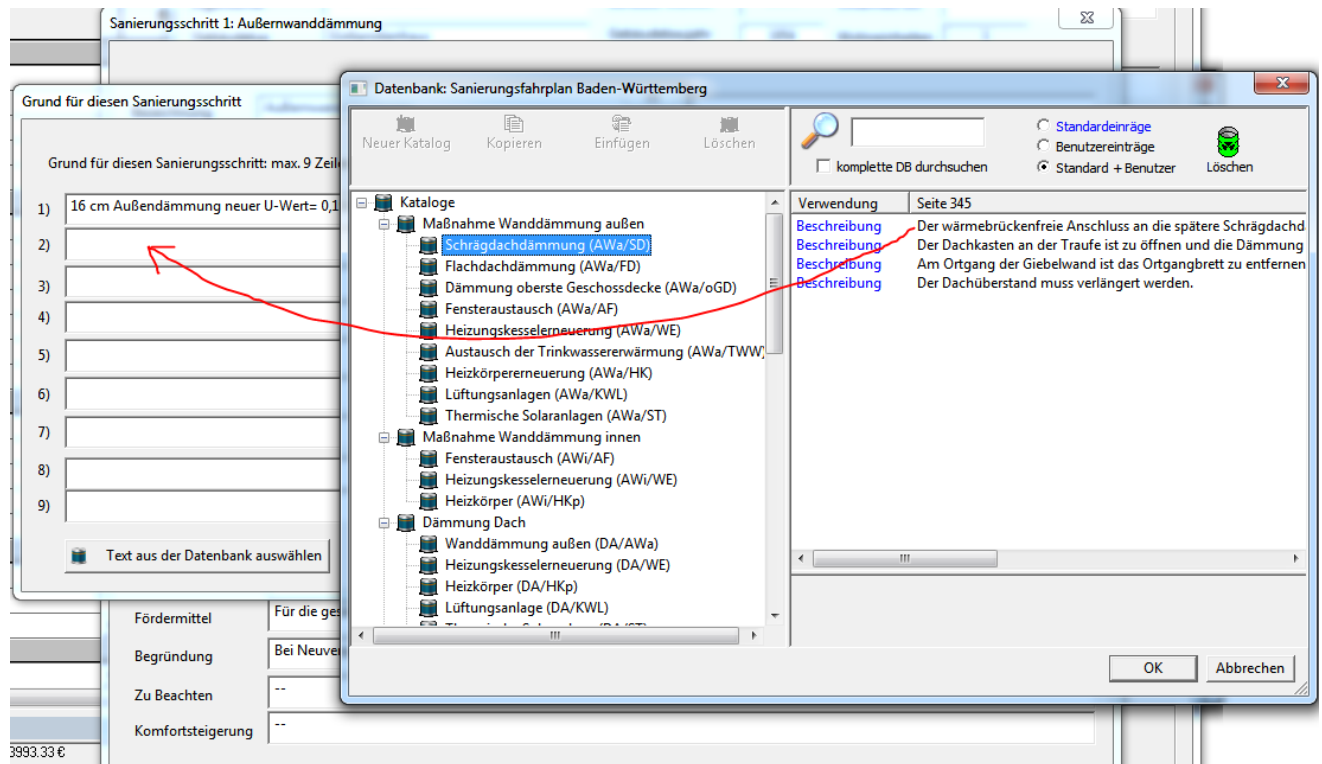 Sanierungsschritt 1: Außernwanddämmung
Grund für diesen Sanierungsschritt
Grund für diesen Sanierungsschritt: max. 9 Zeil
1) 16 cm Außendämmung neuer U-Wert= 0,1
2)
3)
4)
5)
6)
7)
8)
9)
Text aus der Datenbank auswählen
Datenbank: Sanierungsfahrplan Baden-Württemberg
Neuer Katalog Kopieren Einfügen Löschen
komplette DB durchsuchen
Standardeinräge
Benutzereinträge
Standard + Benutzer
Löschen
Kataloge
Maßnahme Wanddämmung außen
Schrägdachdämmung (AWa/SD)
Flachdachdämmung (AWa/FD)
Dämmung oberste Geschossdecke (AWa/oGD)
Fensteraustausch (AWa/AF)
Heizungskesselerneuerung (AWa/WE)
Austausch der Trinkwassererwärmung (AWa/TWW)
Heizkörpererneuerung (AWa/HK)
Lüftungsanlagen (AWa/KWL)
Thermische Solaranlagen (AWa/ST)
Maßnahme Wanddämmung innen
Fensteraustausch (AWi/AF)
Heizungskesselerneuerung (AWi/WE)
Heizkörper (AWi/HKp)
Dämmung Dach
Wanddämmung außen (DA/AWa)
Heizungskesselerneuerung (DA/WE)
Heizkörper (DA/HKp)
Lüftungsanlage (DA/KWL)
Verwendung Seite 345
Beschreibung Der wärmebrückenfreie Anschluss an die spätere Schrägdachd
Beschreibung Der Dachkasten an der Traufe ist zu öffnen und die Dämmung
Beschreibung Am Ortgang der Giebelwand ist das Ortgangbrett zu entfernen
Beschreibung Der Dachüberstand muss verlängert werden.
OK Abbrechen
Fördermittel Für die ges
Begründung Bei Neuver
Zu Beachten --
Komfortsteigerung --
3993.33 €